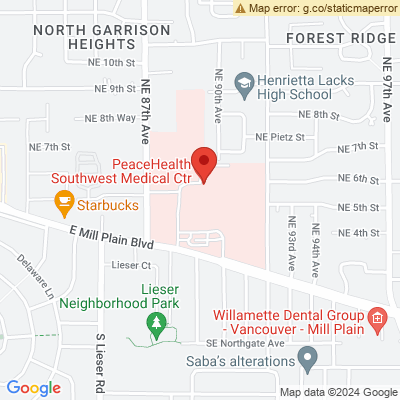 Map error: g.co/staticmaperror
NORTH GARRISON
HEIGHTS
FOREST RIDGE
NE 10th St
NE 9th St
NE 87th Ave
NE 90th Ave
Henrietta Lacks
High School
NE 97th Ave
NE 8th Way
NE 8th St
NE Pietz St
NE 7th St
NE 7th St
PeaceHealth
Southwest Medical Ctr
NE 6th St
Starbucks
NE 5th St
E Mill Plain Blvd
NE 93rd Ave
NE 94th Ave
NE 4th St
Lieser Ct
Delaware Ln
Lieser
Neighborhood Park
Willamette Dental Group
- Vancouver - Mill Plain
S Lieser Rd
SE Northgate Ave
Saba's alterations
Google
Map data ©2024 Google